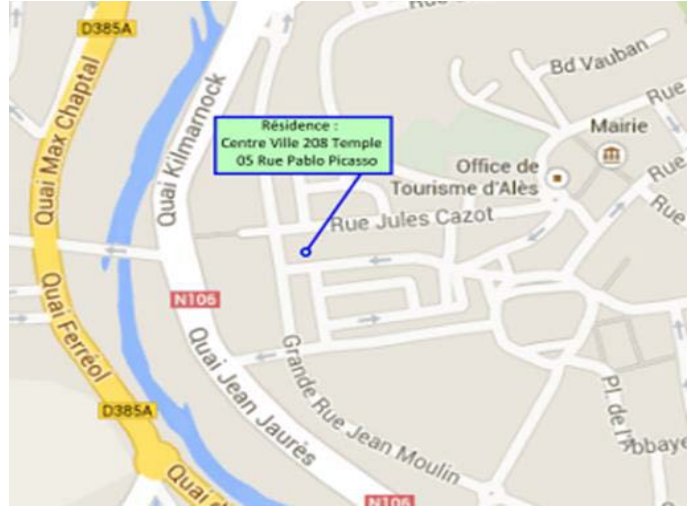 D385A
Bd Vauban
Rue
Quai Max Chaptal
Quai Kilmarnock
Résidence :
Centre Ville 208 Temple
05 Rue Pablo Picasso
Mairie
Office de
Tourisme d'Alès
Rue
Rue
Rue Jules Cazot
N106
Quai Ferréol
Quai Jean Jaurès
Grande Rue Jean Moulin
Pl. de l'Abbaye
D385A
Quai
N106